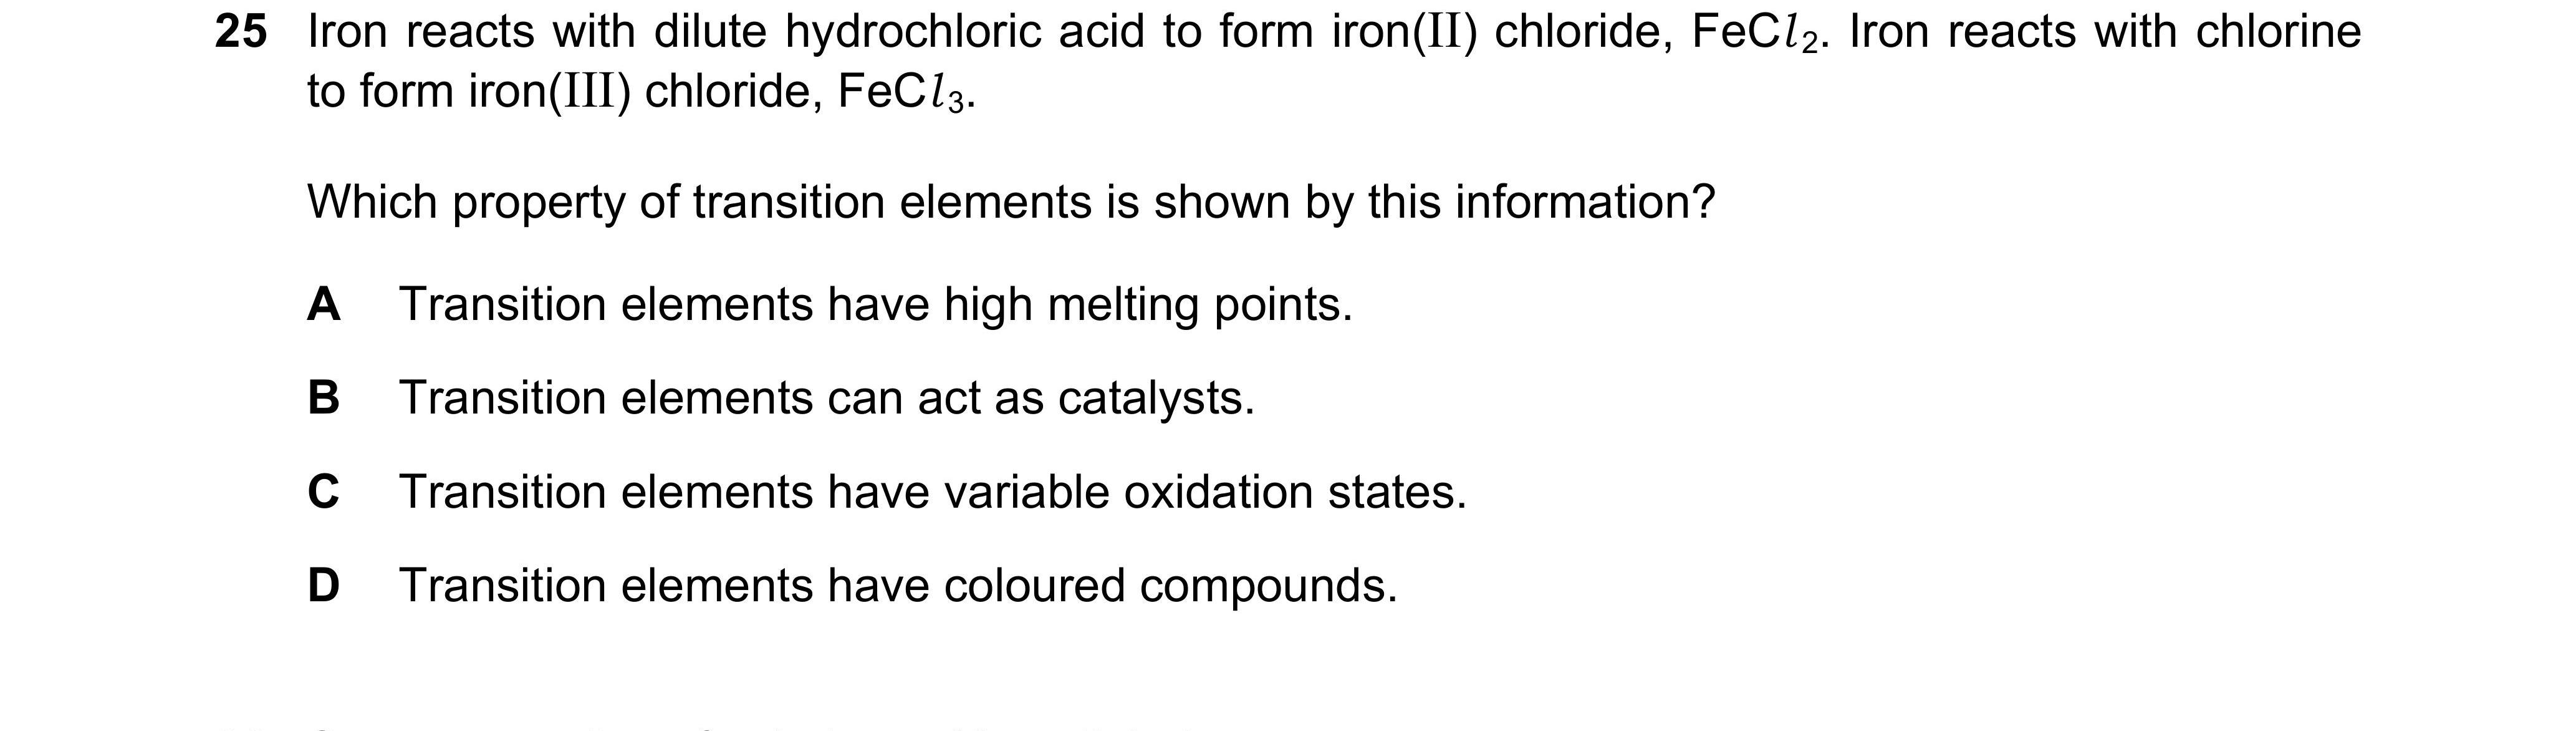 25 Iron reacts with dilute hydrochloric acid to form iron(II) chloride, FeCl₂. Iron reacts with chlorine
to form iron(III) chloride, FeCl₃.
Which property of transition elements is shown by this information?
A Transition elements have high melting points.
B Transition elements can act as catalysts.
C Transition elements have variable oxidation states.
D Transition elements have coloured compounds.